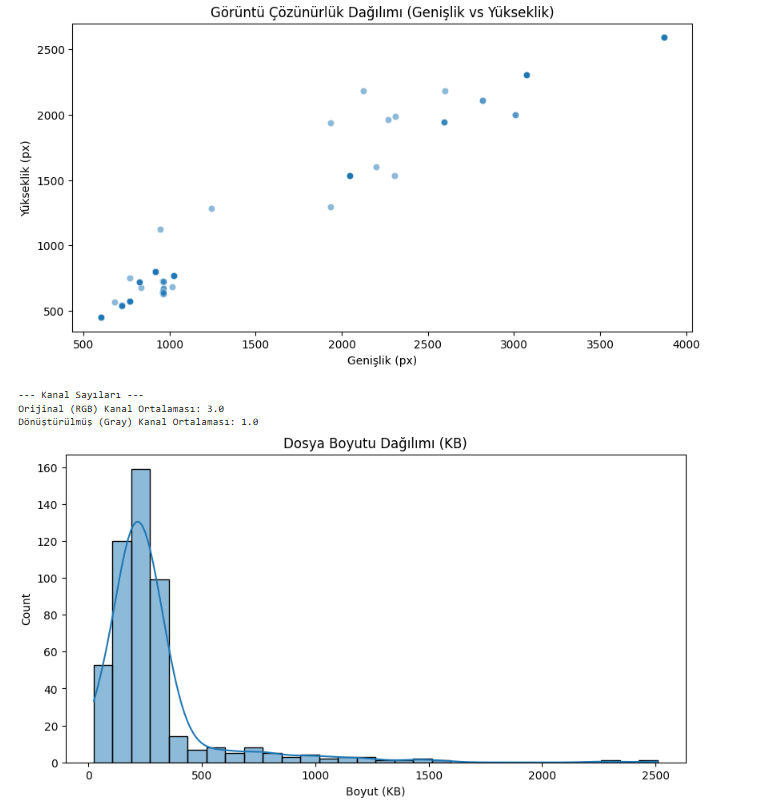 Görüntü Çözünürlük Dağılımı (Genişlik vs Yükseklik)
2500
2000
1500
1000
500
Yükseklik (px)
500 1000 1500 2000 2500 3000 3500 4000
Genişlik (px)
--- Kanal Sayıları ---
Orijinal (RGB) Kanal Ortalaması: 3.0
Dönüştürülmüş (Gray) Kanal Ortalaması: 1.0
Dosya Boyutu Dağılımı (KB)
160
140
120
100
80
60
40
20
0
Count
0 500 1000 1500 2000 2500
Boyut (KB)